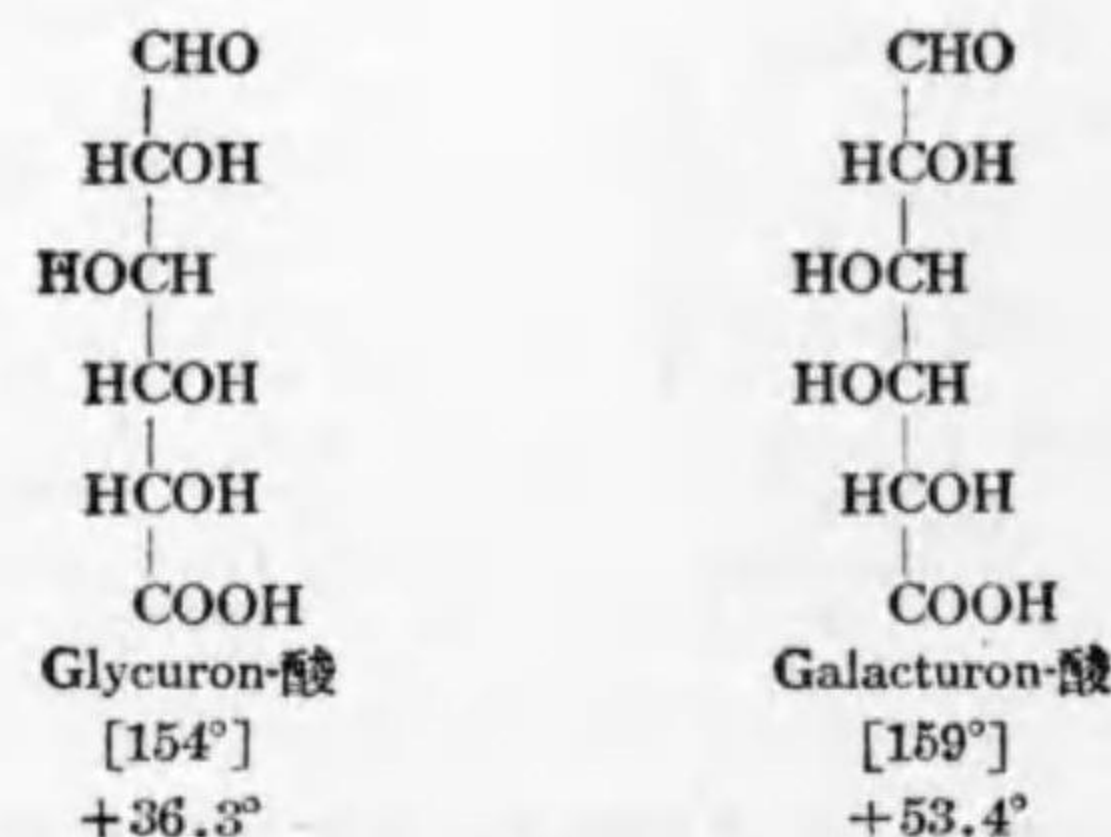 CHO CHO
HCOH HCOH
HOCH HOCH
HCOH HOCH
HCOH HCOH
COOH COOH
Glycuron-酸 Galacturon-酸
[154°] [159°]
+36.3° +53.4°